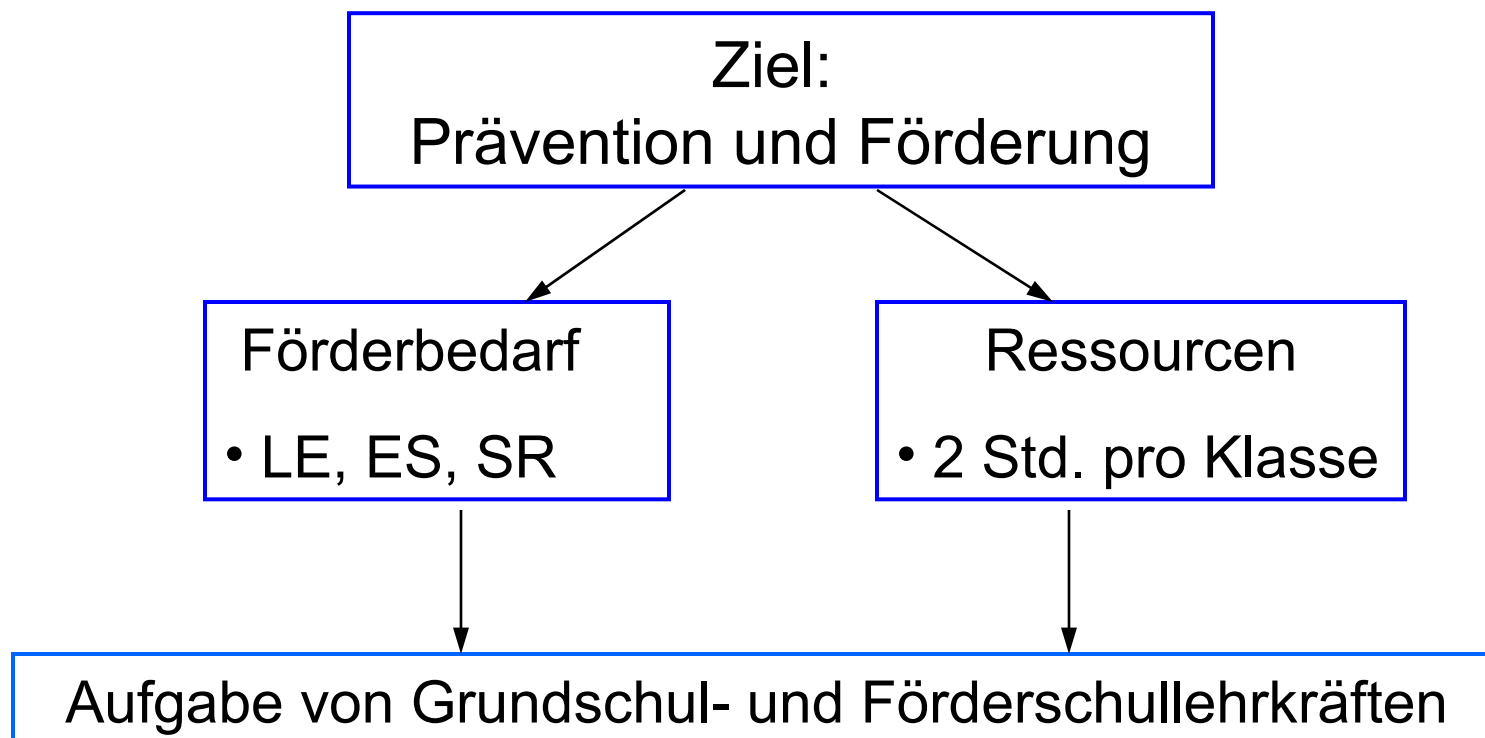 Ziel:
Prävention und Förderung
Förderbedarf
• LE, ES, SR
Ressourcen
• 2 Std. pro Klasse
Aufgabe von Grundschul- und Förderschullehrkräften